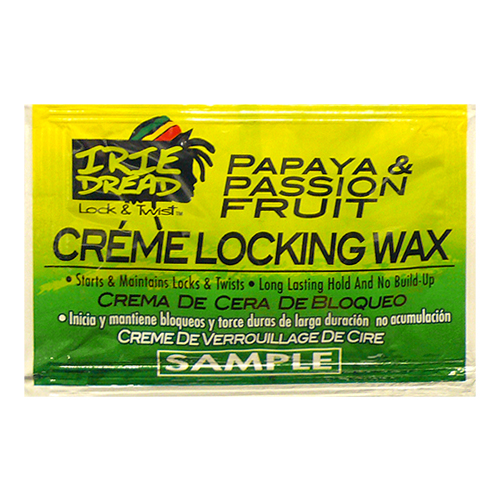 IRIE
DREAD
Lock & Twist™
PAPAYA &
PASSION
FRUIT
CRÉME LOCKING WAX
• Starts & Maintains Locks & Twists • Long Lasting Hold And No Build-Up
CREMA DE CERA DE BLOQUEO
• Inicia y mantiene bloqueos y torce duras de larga duración no acumulación
CREME DE VERROUILLAGE DE CIRE
SAMPLE